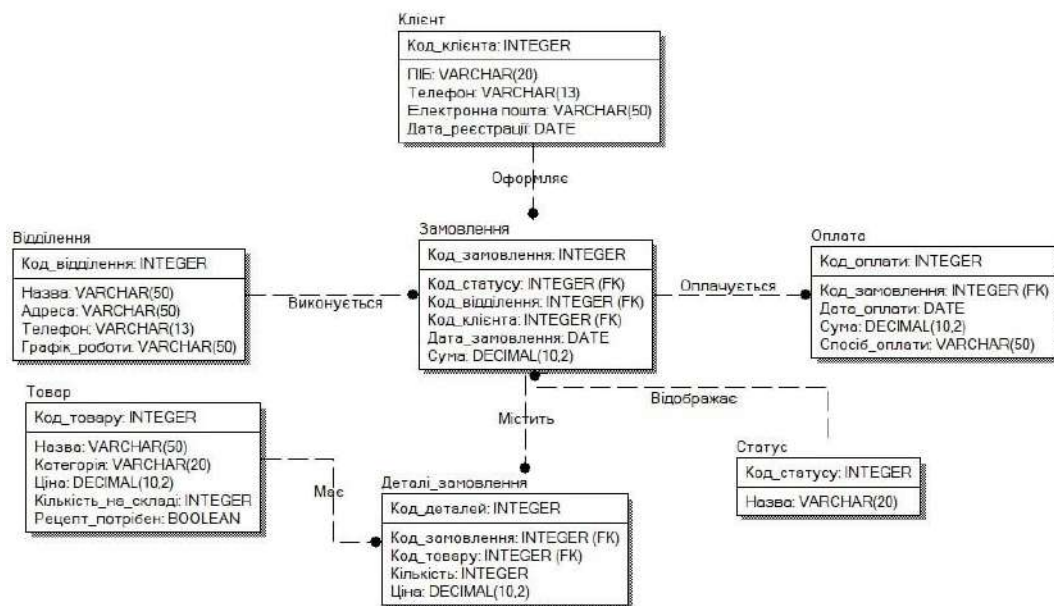 Клієнт
Код_клієнта: INTEGER
ПІБ: VARCHAR(20)
Телефон: VARCHAR(13)
Електронна пошта: VARCHAR(50)
Дата_реєстрації: DATE
Оформляє
Відділення
Код_відділення: INTEGER
Назва: VARCHAR(50)
Адреса: VARCHAR(50)
Телефон: VARCHAR(13)
Графік_роботи: VARCHAR(50)
Виконується
Замовлення
Код_замовлення: INTEGER
Код_статусу: INTEGER (FK)
Код_відділення: INTEGER (FK)
Код_клієнта: INTEGER (FK)
Дата_замовлення: DATE
Сума: DECIMAL(10,2)
Оплачується
Оплата
Код_оплати: INTEGER
Код_замовлення: INTEGER (FK)
Дата_оплати: DATE
Сума: DECIMAL(10,2)
Спосіб_оплати: VARCHAR(50)
Товар
Код_товару: INTEGER
Назва: VARCHAR(50)
Категорія: VARCHAR(20)
Ціна: DECIMAL(10,2)
Кількість_на_складі: INTEGER
Рецепт_потрібен: BOOLEAN
Має
Містить
Відображає
Статус
Код_статусу: INTEGER
Назва: VARCHAR(20)
Деталі_замовлення
Код_деталей: INTEGER
Код_замовлення: INTEGER (FK)
Код_товару: INTEGER (FK)
Кількість: INTEGER
Ціна: DECIMAL(10,2)